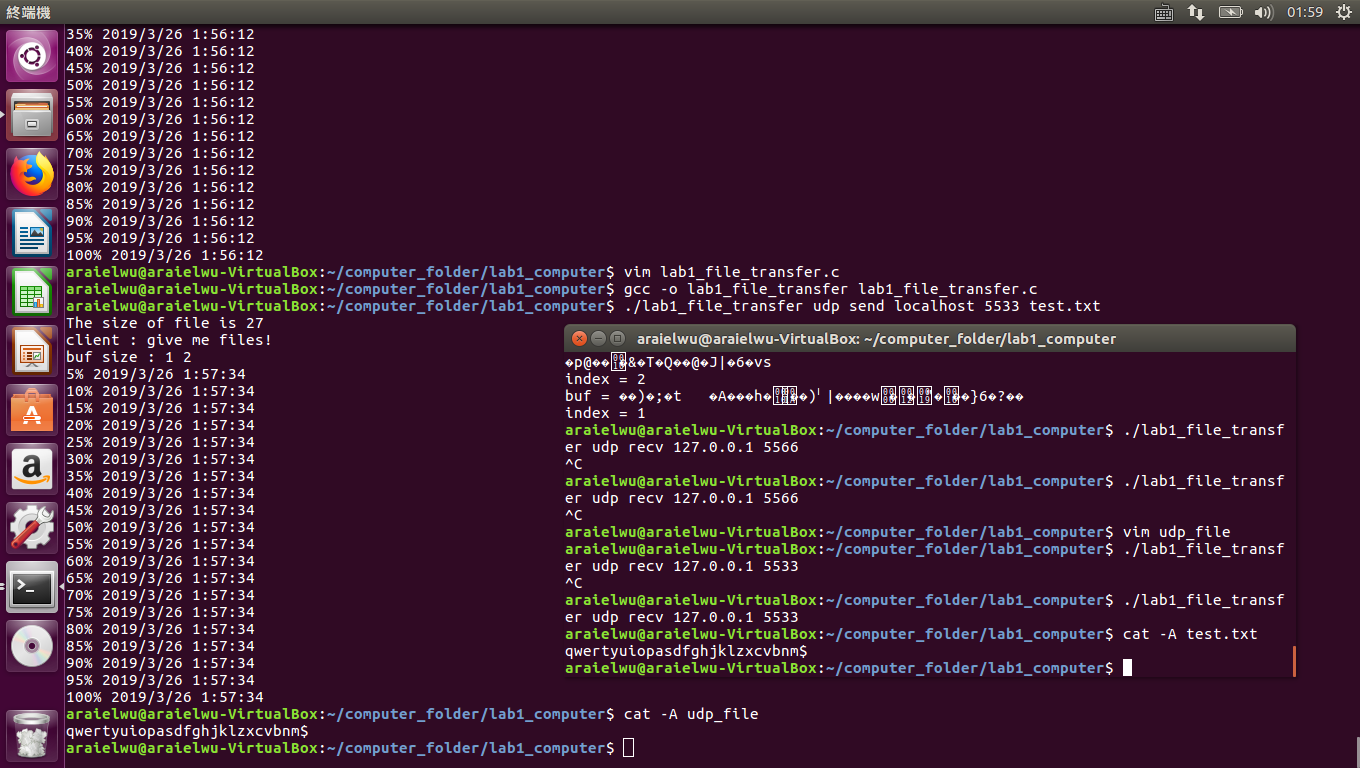 終端機
01:59
35% 2019/3/26 1:56:12
40% 2019/3/26 1:56:12
45% 2019/3/26 1:56:12
50% 2019/3/26 1:56:12
55% 2019/3/26 1:56:12
60% 2019/3/26 1:56:12
65% 2019/3/26 1:56:12
70% 2019/3/26 1:56:12
75% 2019/3/26 1:56:12
80% 2019/3/26 1:56:12
85% 2019/3/26 1:56:12
90% 2019/3/26 1:56:12
95% 2019/3/26 1:56:12
100% 2019/3/26 1:56:12
araielwu@araielwu-VirtualBox:~/computer_folder/lab1_computer$ vim lab1_file_transfer.c
araielwu@araielwu-VirtualBox:~/computer_folder/lab1_computer$ gcc -o lab1_file_transfer lab1_file_transfer.c
araielwu@araielwu-VirtualBox:~/computer_folder/lab1_computer$ ./lab1_file_transfer udp send localhost 5533 test.txt
The size of file is 27
client : give me files!
buf size : 1 2
5% 2019/3/26 1:57:34
10% 2019/3/26 1:57:34
15% 2019/3/26 1:57:34
20% 2019/3/26 1:57:34
25% 2019/3/26 1:57:34
30% 2019/3/26 1:57:34
35% 2019/3/26 1:57:34
40% 2019/3/26 1:57:34
45% 2019/3/26 1:57:34
50% 2019/3/26 1:57:34
55% 2019/3/26 1:57:34
60% 2019/3/26 1:57:34
65% 2019/3/26 1:57:34
70% 2019/3/26 1:57:34
75% 2019/3/26 1:57:34
80% 2019/3/26 1:57:34
85% 2019/3/26 1:57:34
90% 2019/3/26 1:57:34
95% 2019/3/26 1:57:34
100% 2019/3/26 1:57:34
araielwu@araielwu-VirtualBox:~/computer_folder/lab1_computer$ cat -A udp_file
qwertyuiopasdfghjklzxcvbnm$
araielwu@araielwu-VirtualBox:~/computer_folder/lab1_computer$
araielwu@araielwu-VirtualBox: ~/computer_folder/lab1_computer
�p@��&�T�Q��@�J|�б�vs
index = 2
buf = ��)�;�t �A���h�
index = 1
araielwu@araielwu-VirtualBox:~/computer_folder/lab1_computer$ ./lab1_file_transf
er udp recv 127.0.0.1 5566
^C
araielwu@araielwu-VirtualBox:~/computer_folder/lab1_computer$ ./lab1_file_transf
er udp recv 127.0.0.1 5566
^C
araielwu@araielwu-VirtualBox:~/computer_folder/lab1_computer$ vim udp_file
araielwu@araielwu-VirtualBox:~/computer_folder/lab1_computer$ ./lab1_file_transf
er udp recv 127.0.0.1 5533
^C
araielwu@araielwu-VirtualBox:~/computer_folder/lab1_computer$ ./lab1_file_transf
er udp recv 127.0.0.1 5533
araielwu@araielwu-VirtualBox:~/computer_folder/lab1_computer$ cat -A test.txt
qwertyuiopasdfghjklzxcvbnm$
araielwu@araielwu-VirtualBox:~/computer_folder/lab1_computer$